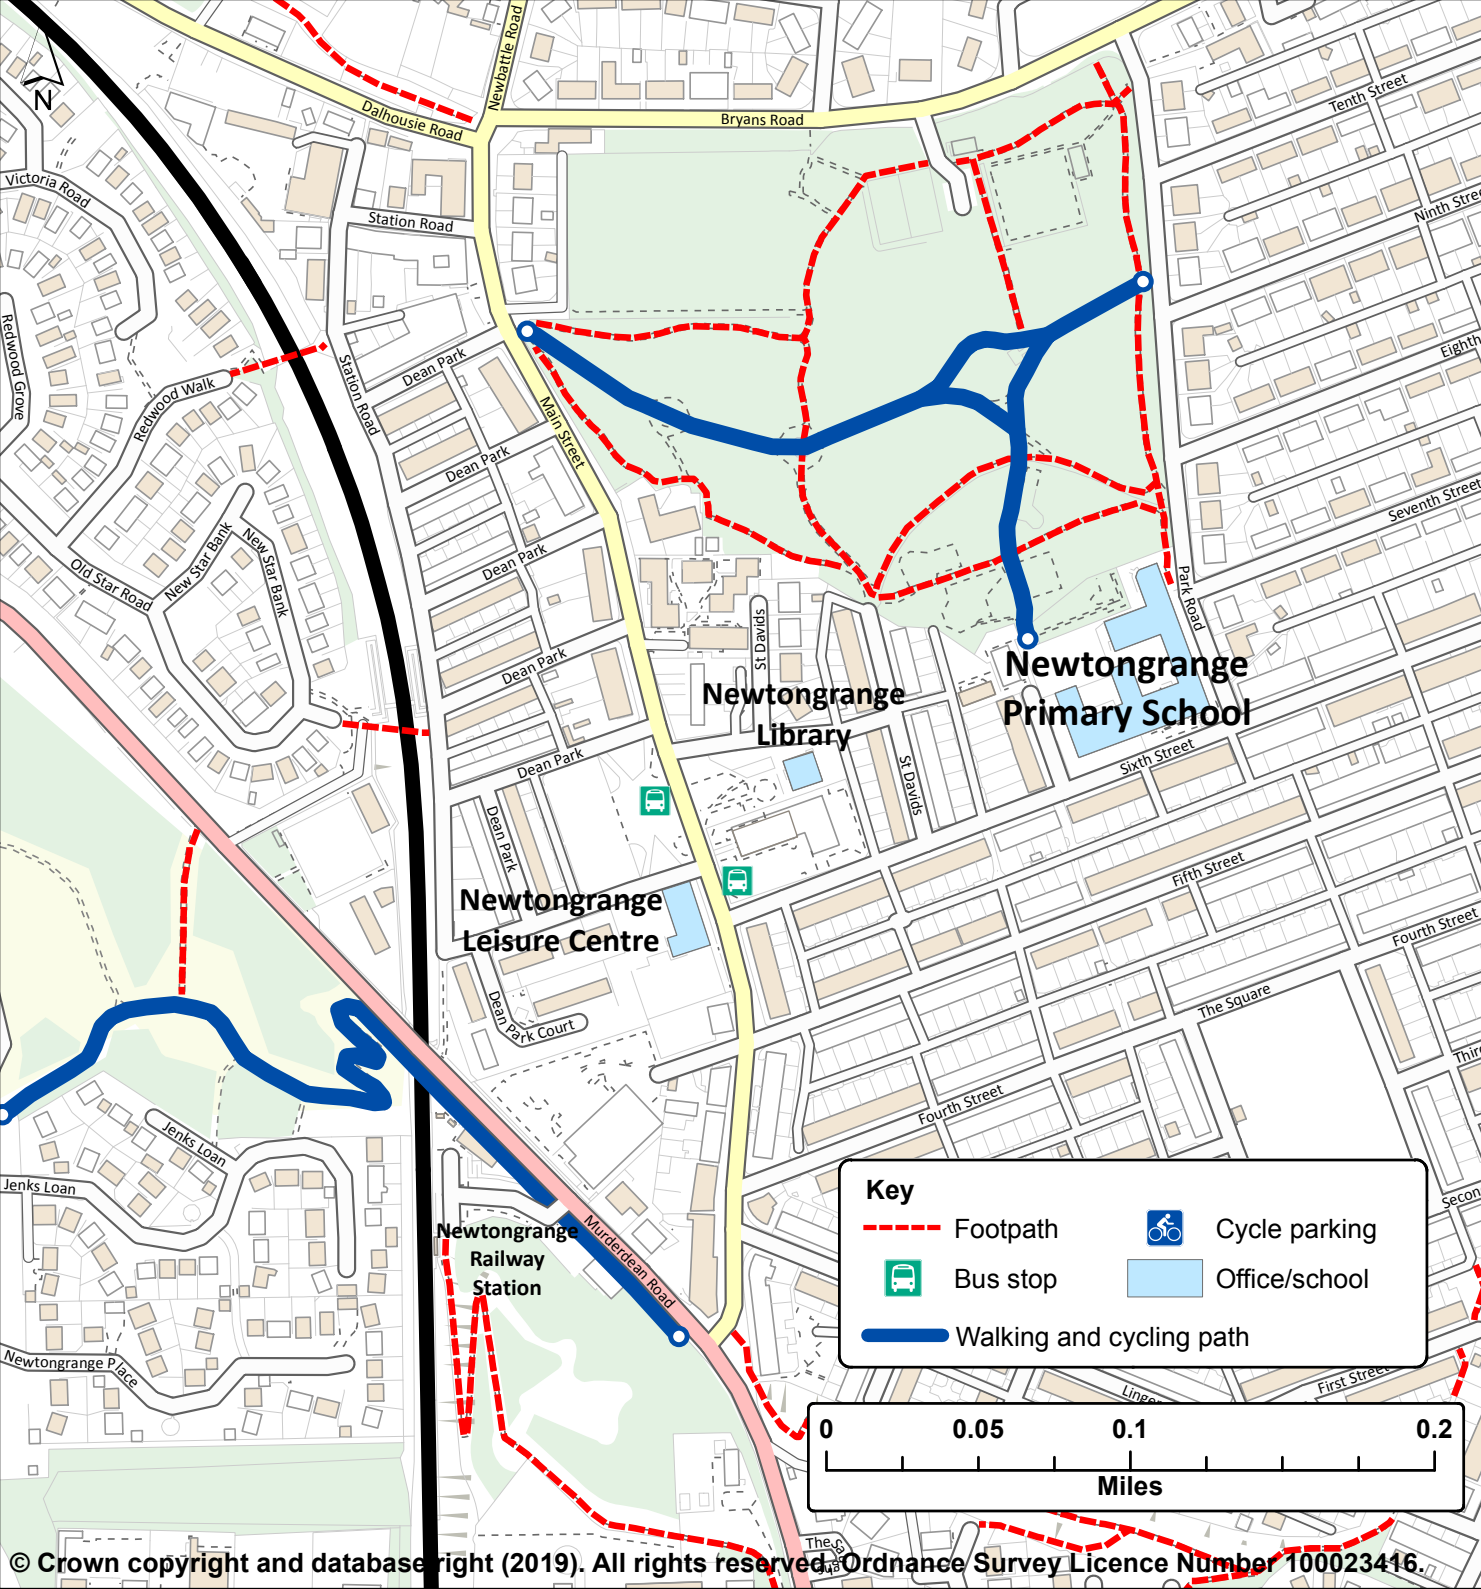 Newbattle Road
N
Dalhousie Road
Bryans Road
Tenth Street
Victoria Road
Ninth Stre
Station Road
Redwood Grove
Station Road
Dean Park
Eighth
Redwood Walk
Main Street
Dean Park
Seventh Street
New Star Bank
New Star Bank
Dean Park
Old Star Road
Park Road
St Davids
Dean Park
Newtongrange
Primary School
Newtongrange
Library
Sixth Street
Dean Park
St Davids
Dean Park
Fifth Street
Newtongrange
Leisure Centre
Fourth Street
The Square
Dean Park Court
Third
Fourth Street
Jenks Loan
Jenks Loan
Secon
Newtongrange
Railway
Station
Murderdean Road
Key
Footpath
Cycle parking
Bus stop
Office/school
Walking and cycling path
Newtongrange Place
First Street
Linger
0 0.05 0.1 0.2
Miles
The Sq
© Crown copyright and database right (2019). All rights reserved. Ordnance Survey Licence Number 100023416.